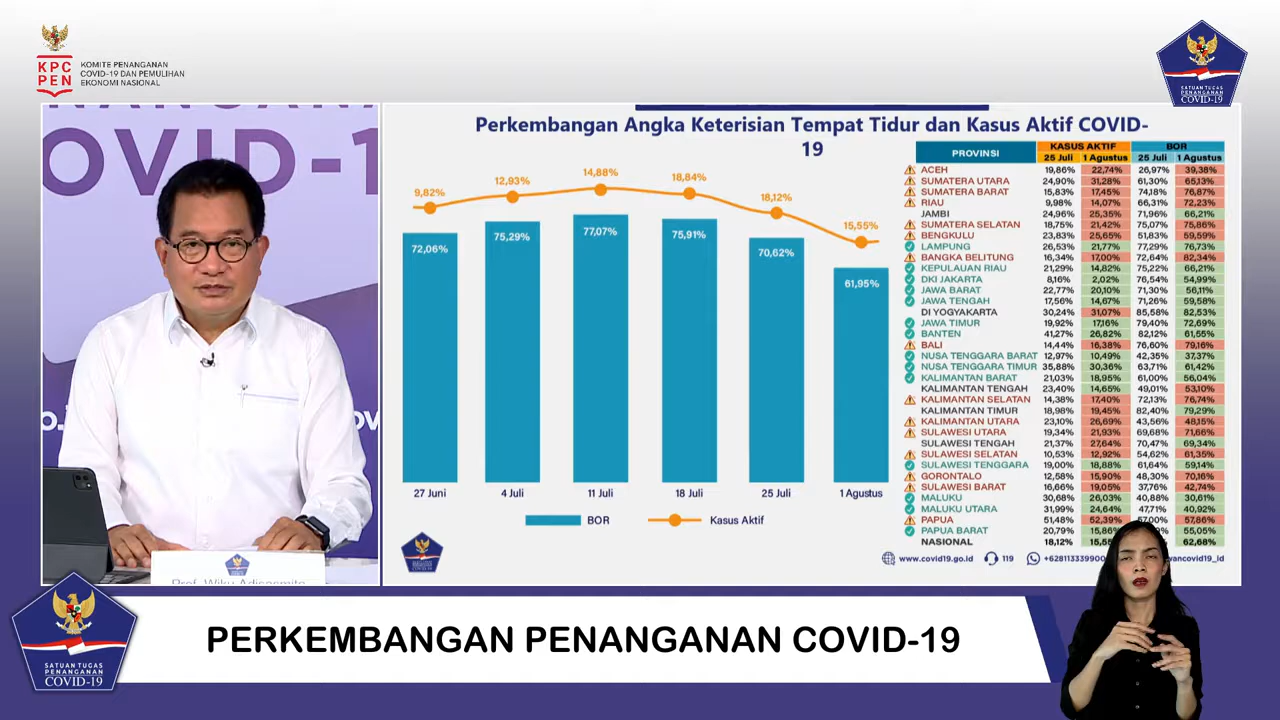 KPC
PEN
KOMITE PENANGANAN
COVID-19 DAN PEMULIHAN
EKONOMI NASIONAL
SATUAN TUGAS
PENANGANAN
COVID-19
OVID-19
Perkembangan Angka Keterisian Tempat Tidur dan Kasus Aktif COVID-
19
9,82% 12,93% 14,88% 18,84% 18,12% 15,55%
72,06% 75,29% 77,07% 75,91% 70,62% 61,95%
27 Juni 4 Juli 11 Juli 18 Juli 25 Juli 1 Agustus
BOR Kasus Aktif
PROVINSI KASUS AKTIF BOR
25 Juli 1 Agustus 25 Juli 1 Agustus
ACEH 19,86% 22,74% 26,97% 39,38%
SUMATERA UTARA 24,90% 31,28% 61,30% 65,13%
SUMATERA BARAT 15,83% 17,45% 74,18% 76,87%
RIAU 9,98% 14,07% 66,31% 72,23%
JAMBI 24,96% 25,35% 71,96% 66,21%
SUMATERA SELATAN 18,75% 21,42% 75,07% 75,86%
BENGKULU 23,83% 25,65% 51,83% 59,59%
LAMPUNG 26,53% 21,77% 77,29% 76,73%
BANGKA BELITUNG 16,34% 17,00% 72,64% 82,34%
KEPULAUAN RIAU 21,29% 14,82% 75,22% 66,21%
DKI JAKARTA 8,16% 2,02% 76,54% 54,99%
JAWA BARAT 22,77% 20,10% 71,30% 56,11%
JAWA TENGAH 17,56% 14,67% 71,26% 59,58%
DI YOGYAKARTA 30,24% 31,07% 85,58% 82,53%
JAWA TIMUR 19,92% 17,16% 79,40% 72,69%
BANTEN 41,27% 26,82% 82,12% 61,55%
BALI 14,44% 16,38% 76,60% 79,16%
NUSA TENGGARA BARAT 12,97% 10,49% 42,35% 37,37%
NUSA TENGGARA TIMUR 35,88% 30,36% 63,71% 61,42%
KALIMANTAN BARAT 21,03% 18,95% 61,00% 56,04%
KALIMANTAN TENGAH 23,40% 14,65% 49,01% 53,10%
KALIMANTAN SELATAN 14,38% 17,40% 72,13% 76,74%
KALIMANTAN TIMUR 18,98% 19,45% 82,40% 79,29%
KALIMANTAN UTARA 23,10% 26,69% 43,56% 48,15%
SULAWESI UTARA 19,34% 21,93% 69,68% 71,66%
SULAWESI TENGAH 21,37% 27,64% 70,47% 69,34%
SULAWESI SELATAN 10,53% 12,92% 54,62% 61,35%
SULAWESI TENGGARA 19,00% 18,88% 61,64% 59,14%
GORONTALO 12,58% 15,90% 48,30% 70,16%
SULAWESI BARAT 16,66% 19,05% 37,76% 42,74%
MALUKU 30,68% 26,03% 40,88% 30,61%
MALUKU UTARA 31,99% 24,64% 47,71% 40,92%
PAPUA 51,48% 52,39% 57,00% 57,86%
PAPUA BARAT 20,79% 15,86% 55,05%
NASIONAL 18,12% 62,68%
www.covid19.go.id 119 +6281133399000 vancovid19_id
Prof. Wiku Adisasmito
SATUAN TUGAS
PENANGANAN
COVID-19
PERKEMBANGAN PENANGANAN COVID-19